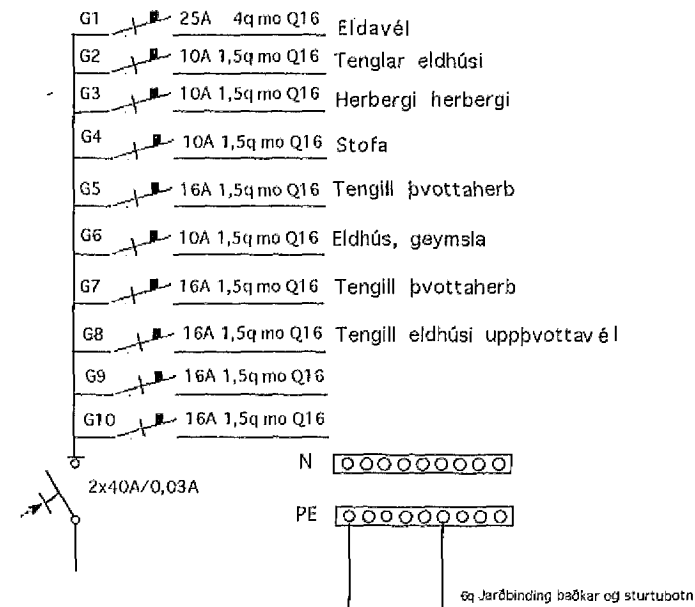 G1 25A 4q mo Q16 Eldavél
G2 10A 1,5q mo Q16 Tenglar eldhúsi
G3 10A 1,5q mo Q16 Herbergi herbergi
G4 10A 1,5q mo Q16 Stofa
G5 16A 1,5q mo Q16 Tengill þvottaherb
G6 10A 1,5q mo Q16 Eldhús, geymsla
G7 16A 1,5q mo Q16 Tengill þvottaherb
G8 16A 1,5q mo Q16 Tengill eldhúsi uppþvottavél
G9 16A 1,5q mo Q16
G10 16A 1,5q mo Q16
N
2x40A/0,03A
PE
6q Jarðbinding baðkar og sturtubotn